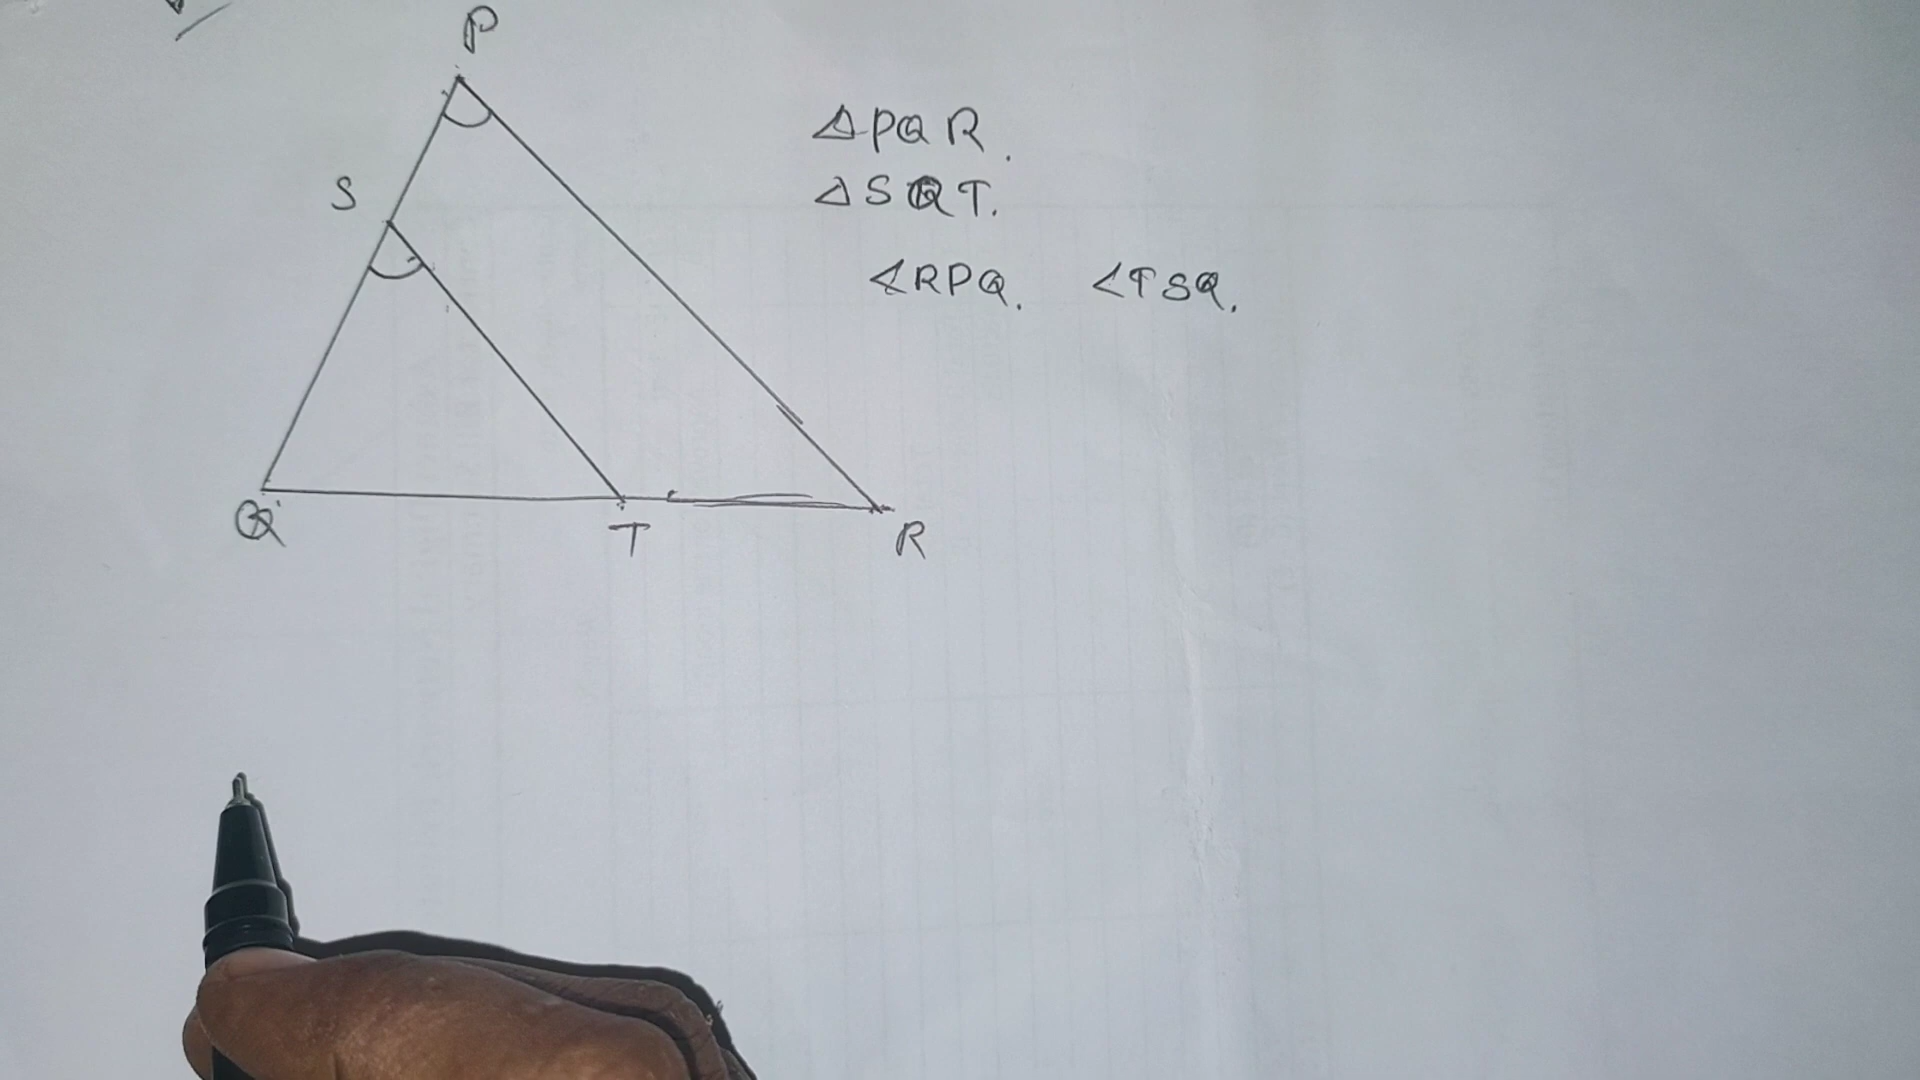 P
S
Q
T
R
△PQR.
△SQT.
∠RPQ. ∠TSQ.